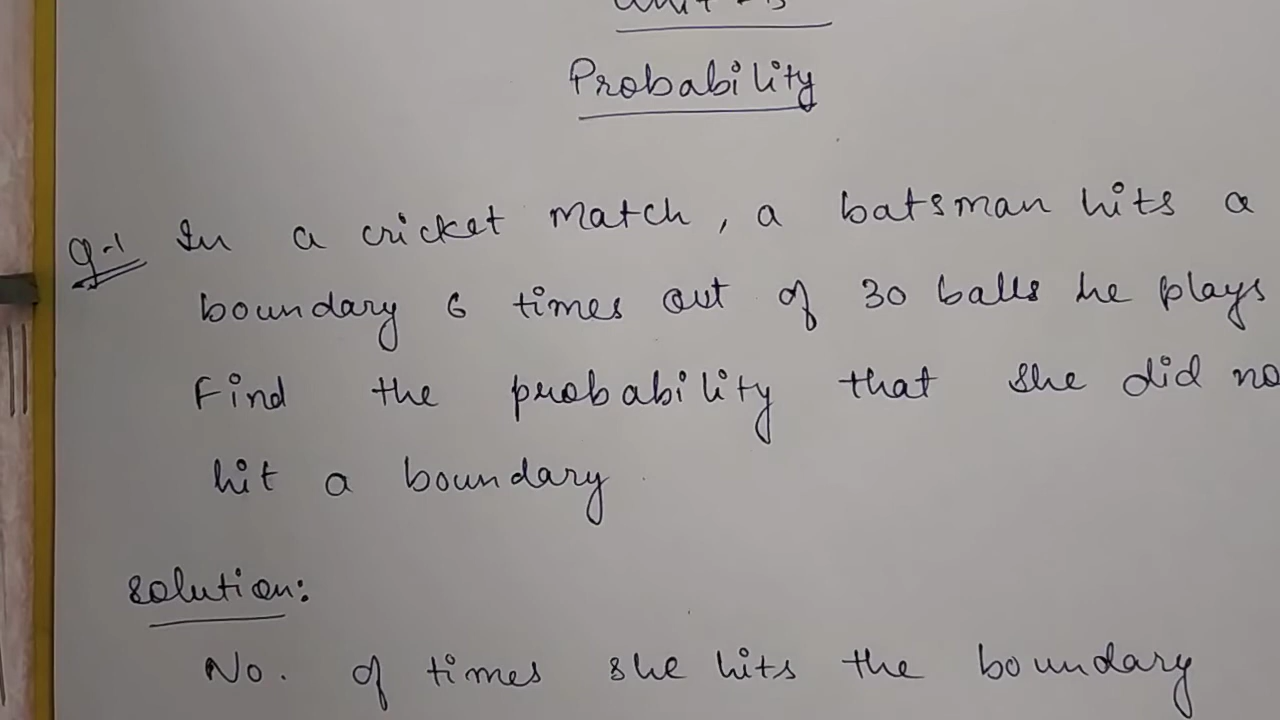 Probability
Q-1 In a cricket match, a batsman hits a
boundary 6 times out of 30 balls he plays
Find the probability that she did no
hit a boundary
Solution:
No. of times she hits the boundary